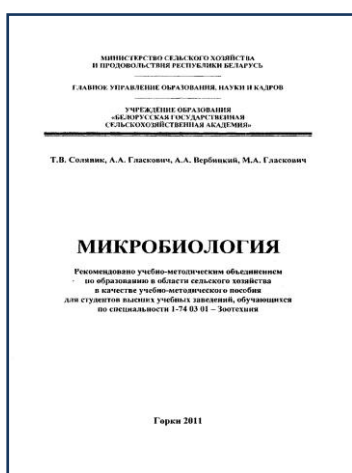 МИНИСТЕРСТВО СЕЛЬСКОГО ХОЗЯЙСТВА
И ПРОДОВОЛЬСТВИЯ РЕСПУБЛИКИ БЕЛАРУСЬ
ГЛАВНОЕ УПРАВЛЕНИЕ ОБРАЗОВАНИЯ, НАУКИ И КАДРОВ
УЧРЕЖДЕНИЕ ОБРАЗОВАНИЯ
«БЕЛОРУССКАЯ ГОСУДАРСТВЕННАЯ
СЕЛЬСКОХОЗЯЙСТВЕННАЯ АКАДЕМИЯ»
Т.В. Соляник, А.А. Гласкович, А.А. Вербицкий, М.А. Гласкович
МИКРОБИОЛОГИЯ
Рекомендовано учебно-методическим объединением
по образованию в области сельского хозяйства
в качестве учебно-методического пособия
для студентов высших учебных заведений, обучающихся
по специальности 1-74 03 01 – Зоотехния
Горки 2011